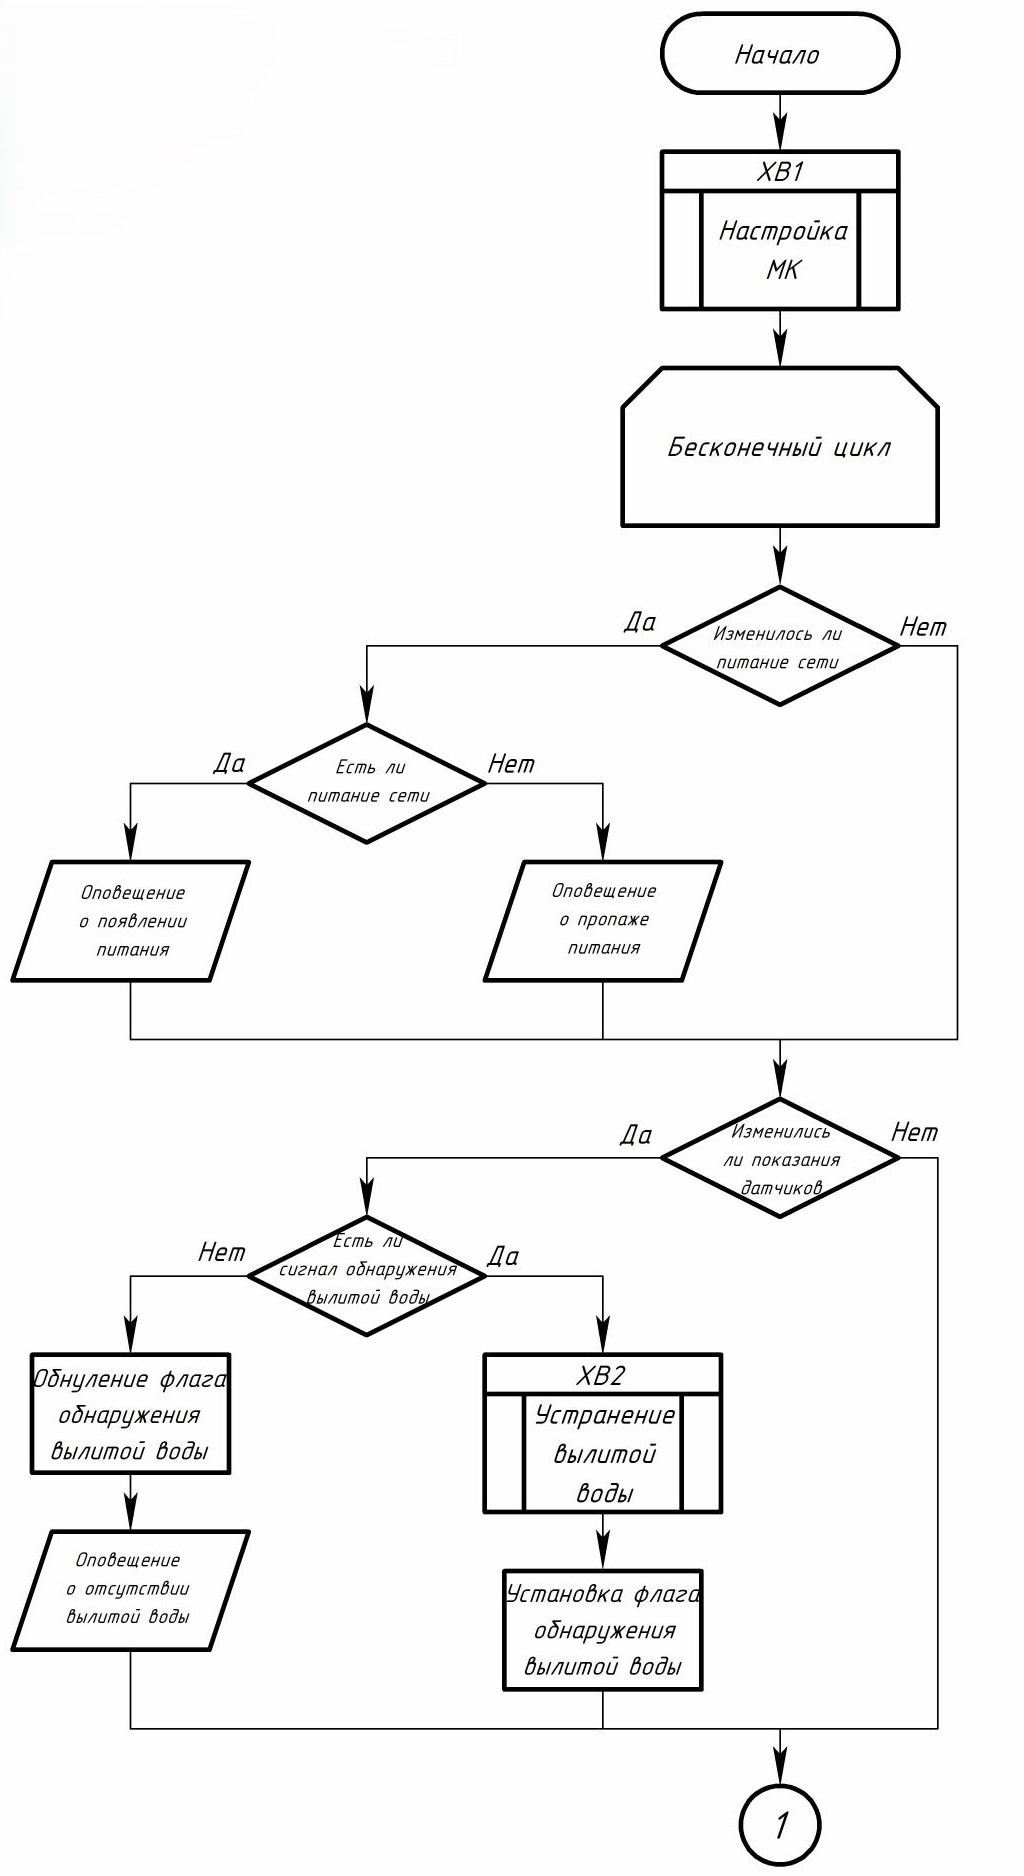 Начало
ХВ1
Настройка
МК
Бесконечный цикл
Да
Нет
Изменилось ли
питание сети
Да
Нет
Есть ли
питание сети
Оповещение
о появлении
питания
Оповещение
о пропаже
питания
Да
Нет
Изменились
ли показания
датчиков
Нет
Да
Есть ли
сигнал обнаружения
вылитой воды
Обнуление флага
обнаружения
вылитой воды
ХВ2
Устранение
вылитой
воды
Оповещение
о отсутствии
вылитой воды
Установка флага
обнаружения
вылитой воды
1